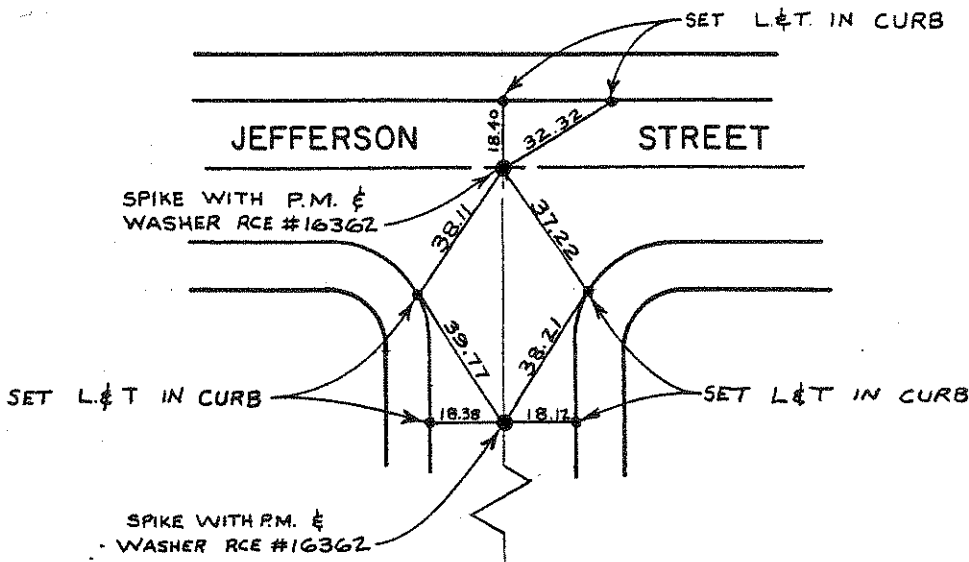 SET L.&T. IN CURB
18.40
32.32
JEFFERSON STREET
SPIKE WITH P.M. &
WASHER RCE #16362
38.11
37.22
39.77
38.21
SET L.&T IN CURB
18.38
18.12
SET L&T IN CURB
SPIKE WITH P.M. &
WASHER RCE #16362